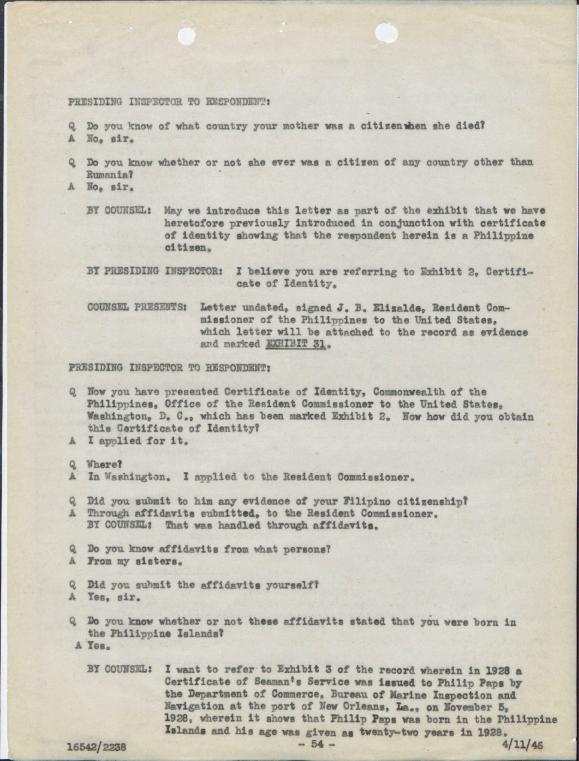 PRESIDING INSPECTOR TO RESPONDENT:
Q Do you know of what country your mother was a citizen when she died?
A No, sir.
Q Do you know whether or not she ever was a citizen of any country other than
Rumania?
A No, sir.
BY COUNSEL: May we introduce this letter as part of the exhibit that we have
heretofore previously introduced in conjunction with certificate
of identity showing that the respondent herein is a Philippine
citizen.
BY PRESIDING INSPECTOR: I believe you are referring to Exhibit 2, Certifi-
cate of Identity.
COUNSEL PRESENTS: Letter undated, signed J. B. Elizalde, Resident Com-
missioner of the Philippines to the United States,
which letter will be attached to the record as evidence
and marked EXHIBIT 31.
PRESIDING INSPECTOR TO RESPONDENT:
Q Now you have presented Certificate of Identity, Commonwealth of the
Philippines, Office of the Resident Commissioner to the United States,
Washington, D. C., which has been marked Exhibit 2. Now how did you obtain
this Certificate of Identity?
A I applied for it.
Q Where?
A In Washington. I applied to the Resident Commissioner.
Q Did you submit to him any evidence of your Filipino citizenship?
A Through affidavits submitted, to the Resident Commissioner.
BY COUNSEL: That was handled through affidavits.
Q Do you know affidavits from what persons?
A From my sisters.
Q Did you submit the affidavits yourself?
A Yes, sir.
Q Do you know whether or not these affidavits stated that you were born in
the Philippine Islands?
A Yes.
BY COUNSEL: I want to refer to Exhibit 3 of the record wherein in 1928 a
Certificate of Seaman's Service was issued to Philip Paps by
the Department of Commerce, Bureau of Marine Inspection and
Navigation at the port of New Orleans, La., on November 5,
1928, wherein it shows that Philip Paps was born in the Philippine
Islands and his age was given as twenty-two years in 1928.
16542/2238 - 54 - 4/11/46